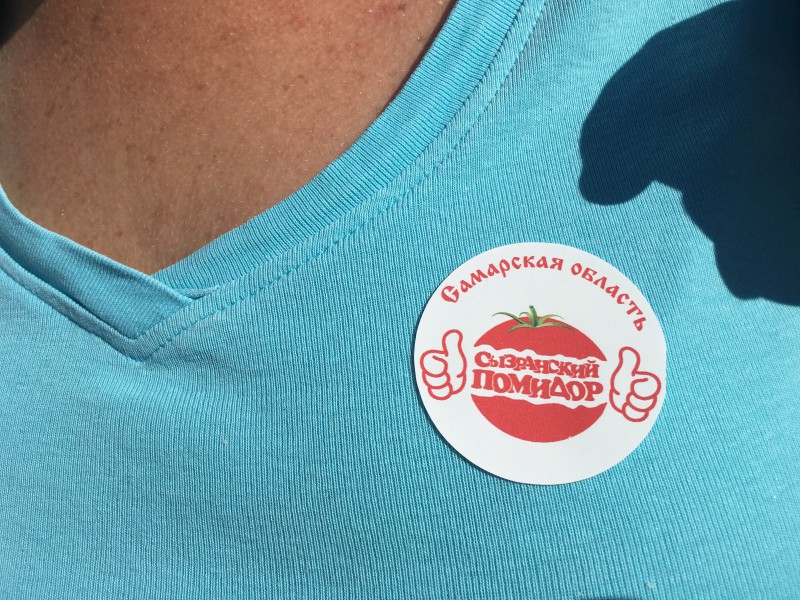 Самарская область
Сызранский
ПОМИДОР